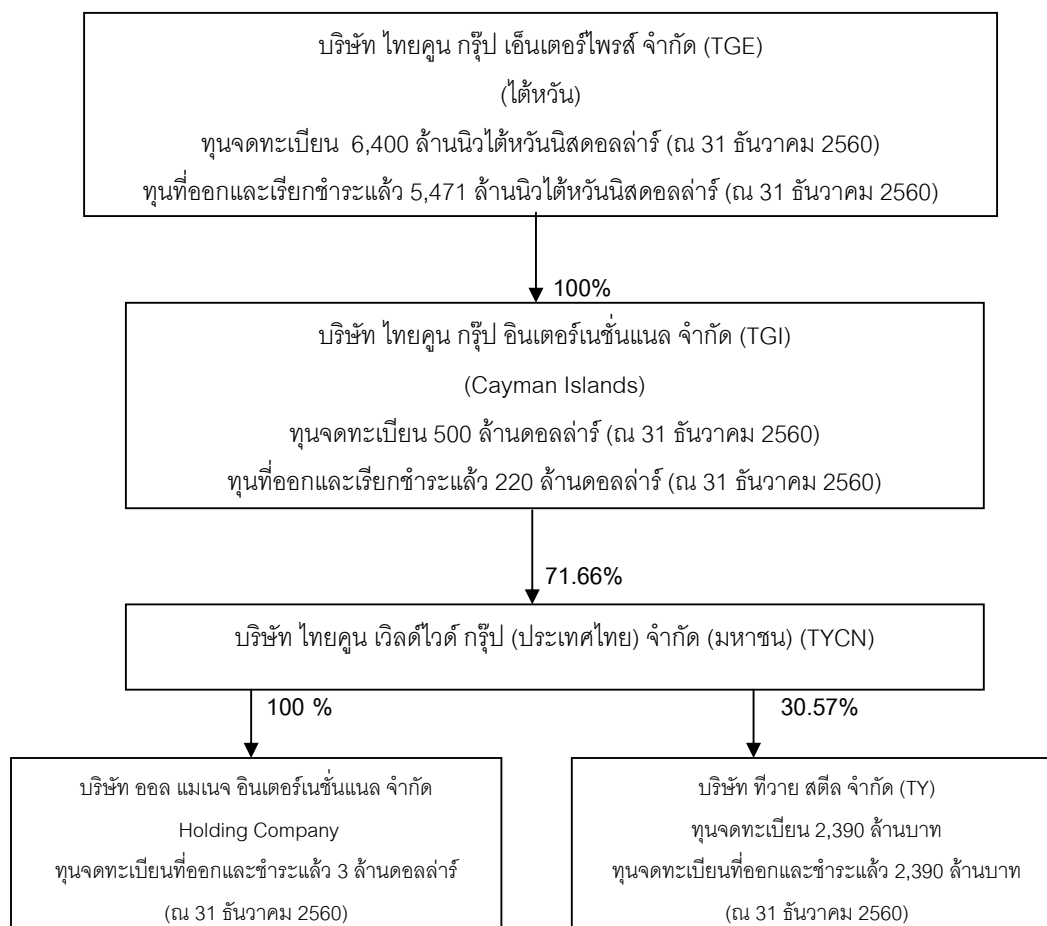 บริษัท ไทยคูน กรุ๊ป เอ็นเตอร์ไพรส์ จำกัด (TGE)
(ไต้หวัน)
ทุนจดทะเบียน 6,400 ล้านนิวไต้หวันนิสดอลล่าร์ (ณ 31 ธันวาคม 2560)
ทุนที่ออกและเรียกชำระแล้ว 5,471 ล้านนิวไต้หวันนิสดอลล่าร์ (ณ 31 ธันวาคม 2560)
100%
บริษัท ไทยคูน กรุ๊ป อินเตอร์เนชั่นแนล จำกัด (TGI)
(Cayman Islands)
ทุนจดทะเบียน 500 ล้านดอลล่าร์ (ณ 31 ธันวาคม 2560)
ทุนที่ออกและเรียกชำระแล้ว 220 ล้านดอลล่าร์ (ณ 31 ธันวาคม 2560)
71.66%
บริษัท ไทยคูน เวิลด์ไวด์ กรุ๊ป (ประเทศไทย) จำกัด (มหาชน) (TYCN)
100 %
30.57%
บริษัท ออล แมเนจ อินเตอร์เนชั่นแนล จำกัด
Holding Company
ทุนจดทะเบียนที่ออกและชำระแล้ว 3 ล้านดอลล่าร์
(ณ 31 ธันวาคม 2560)
บริษัท ทีวาย สตีล จำกัด (TY)
ทุนจดทะเบียน 2,390 ล้านบาท
ทุนจดทะเบียนที่ออกและชำระแล้ว 2,390 ล้านบาท
(ณ 31 ธันวาคม 2560)